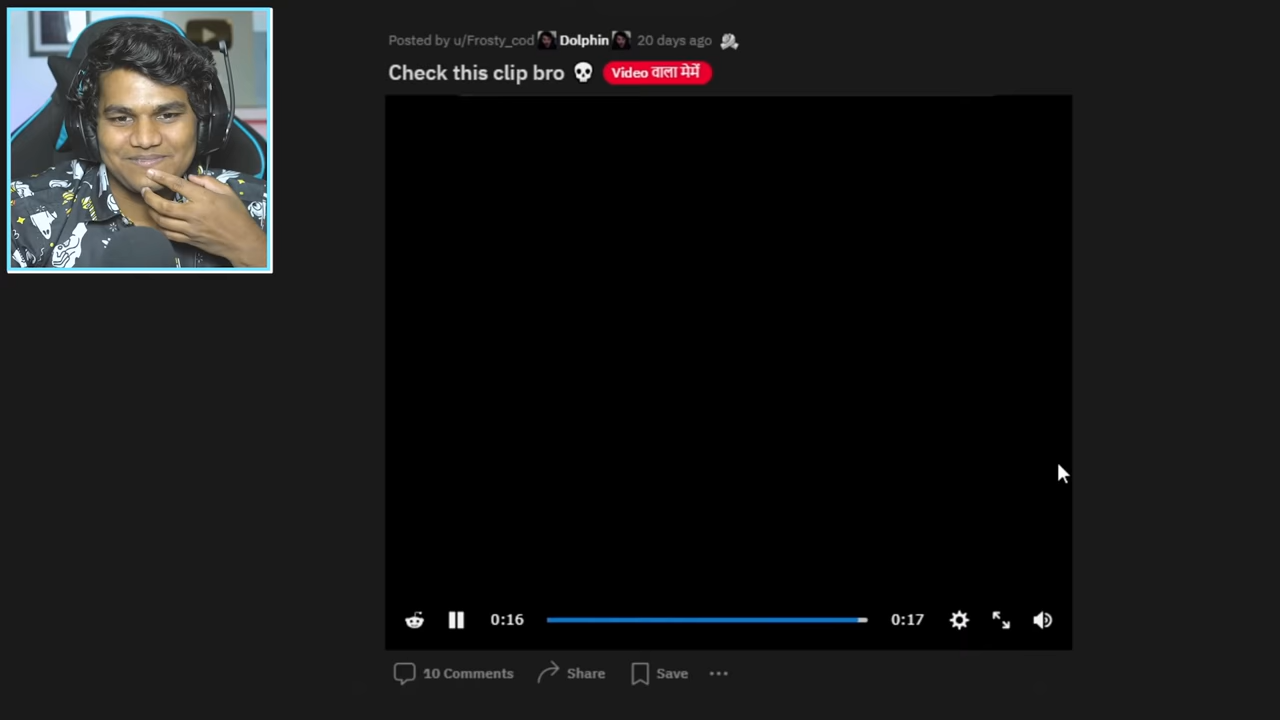 Posted by u/Frosty_cod Dolphin 20 days ago
Check this clip bro 💀 Video वाला मेमें
0:16 0:17
10 Comments Share Save